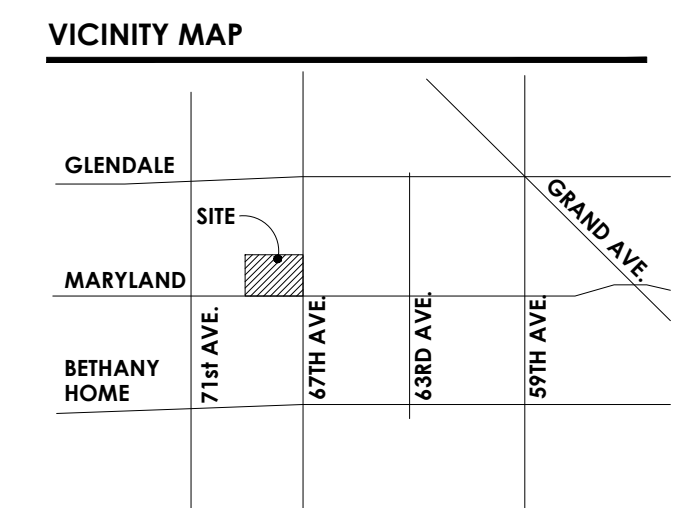 VICINITY MAP
GLENDALE
GRAND AVE.
SITE
MARYLAND
71st AVE.
67TH AVE.
63RD AVE.
59TH AVE.
BETHANY
HOME